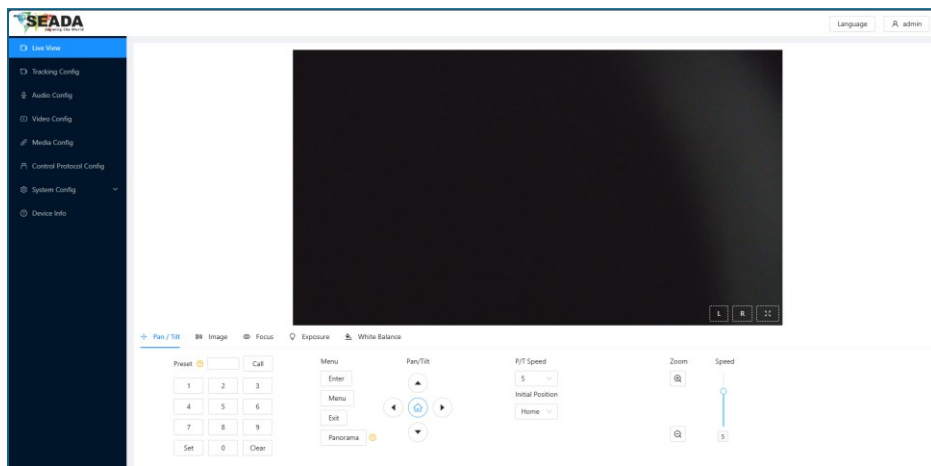 SEADA
Language
admin
Live View
Tracking Config
Audio Config
Video Config
Media Config
Control Protocol Config
System Config
Device Info
L R
Pan / Tilt Image Focus Exposure White Balance
Preset ? Call
1 2 3
4 5 6
7 8 9
Set 0 Clear
Menu
Enter
Menu
Exit
Panorama ?
Pan/Tilt
P/T Speed
5
Initial Position
Home
Zoom
Speed
5